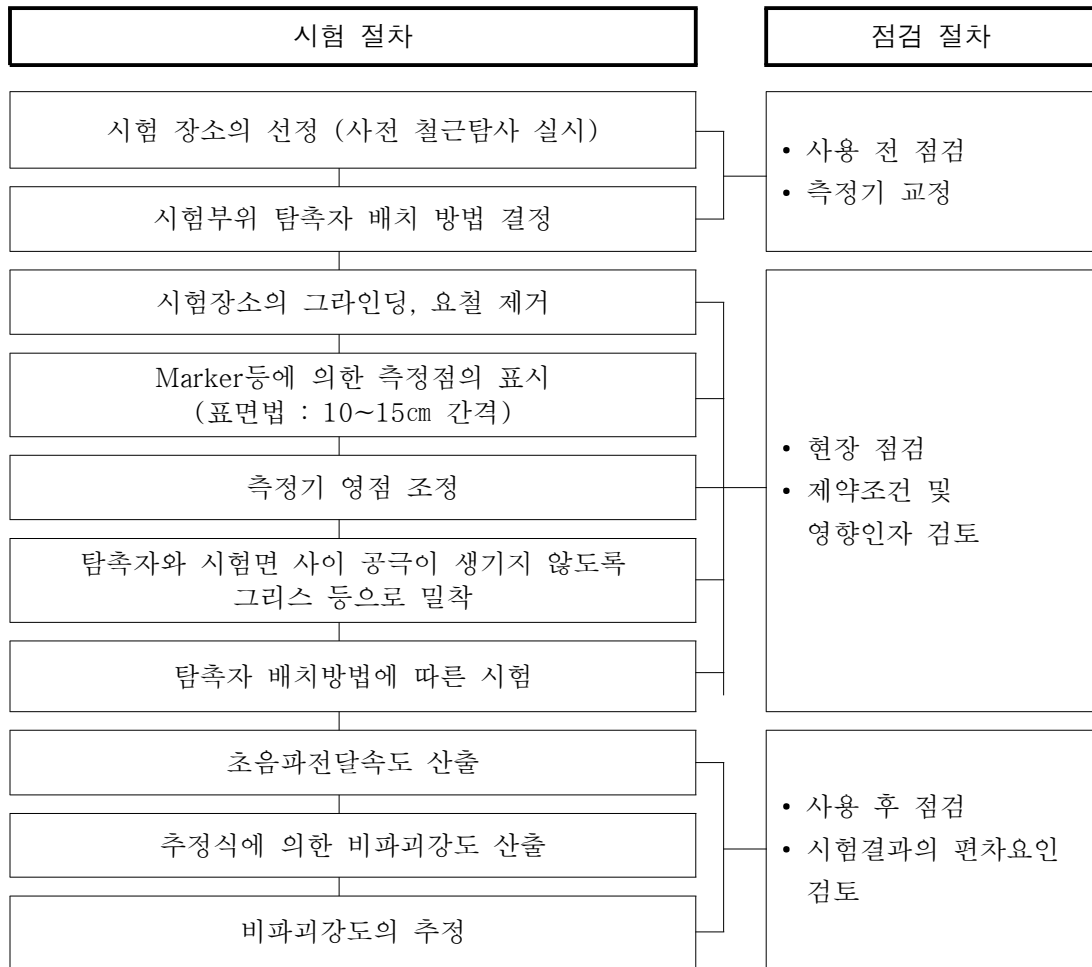 시험 절차
점검 절차
시험 장소의 선정 (사전 철근탐사 실시)
시험부위 탐촉자 배치 방법 결정
• 사용 전 점검
• 측정기 교정
시험장소의 그라인딩, 요철 제거
Marker등에 의한 측정점의 표시
(표면법 : 10~15㎝ 간격)
측정기 영점 조정
탐촉자와 시험면 사이 공극이 생기지 않도록
그리스 등으로 밀착
탐촉자 배치방법에 따른 시험
• 현장 점검
• 제약조건 및
영향인자 검토
초음파전달속도 산출
추정식에 의한 비파괴강도 산출
비파괴강도의 추정
• 사용 후 점검
• 시험결과의 편차요인
검토